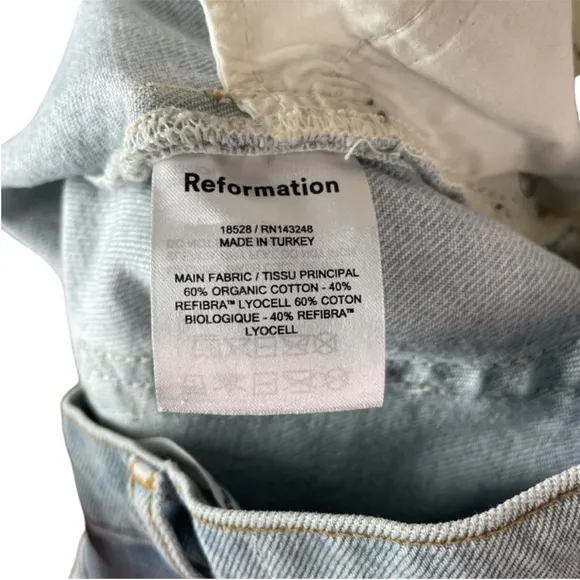 Reformation
18528 / RN143248
MADE IN TURKEY
MAIN FABRIC / TISSU PRINCIPAL
60% ORGANIC COTTON - 40%
REFIBRA™ LYOCELL 60% COTON
BIOLOGIQUE - 40% REFIBRA™
LYOCELL